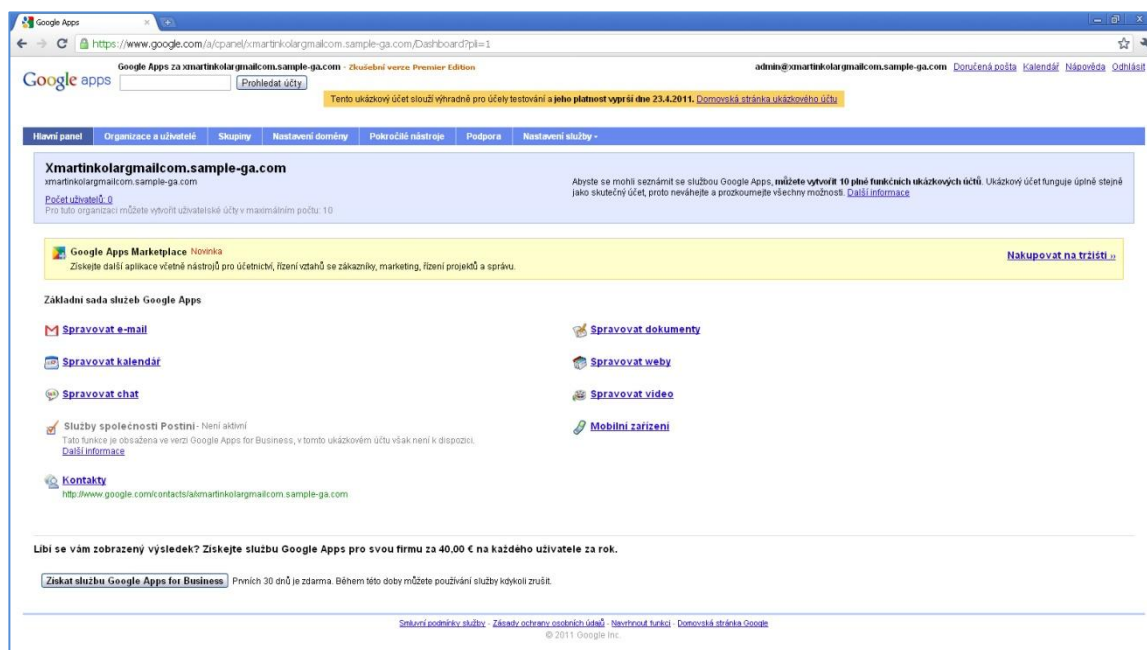 Google Apps
https://www.google.com/a/cpanel/xmartinkolargmailcom.sample-ga.com/Dashboard?pli=1
Google apps
Google Apps za xmartinkolargmailcom.sample-ga.com - Zkušební verze Premier Edition
admin@xmartinkolargmailcom.sample-ga.com Doručená pošta Kalendář Nápověda Odhlásit
Prohledat účty
Tento ukázkový účet slouží výhradně pro účely testování a jeho platnost vyprší dne 23.4.2011. Domovská stránka ukázkového účtu
Hlavní panel Organizace a uživatelé Skupiny Nastavení domény Pokročilé nástroje Podpora Nastavení služby
Xmartinkolargmailcom.sample-ga.com
xmartinkolargmailcom.sample-ga.com
Počet uživatelů: 0
Pro tuto organizaci můžete vytvořit uživatelské účty v maximálním počtu: 10
Abyste se mohli seznámit se službou Google Apps, můžete vytvořit 10 plně funkčních ukázkových účtů. Ukázkový účet funguje úplně stejně
jako skutečný účet, proto neváhejte a prozkoumejte všechny možnosti. Další informace
Google Apps Marketplace Novinka
Získejte další aplikace včetně nástrojů pro účetnictví, řízení vztahů se zákazníky, marketing, řízení projektů a správu.
Nakupovat na tržišti »
Základní sada služeb Google Apps
Spravovat e-mail
Spravovat dokumenty
Spravovat kalendář
Spravovat weby
Spravovat chat
Spravovat video
Služby společnosti Postini - Není aktivní
Tato funkce je obsažena ve verzi Google Apps for Business, v tomto ukázkovém účtu však není k dispozici.
Další informace
Mobilní zařízení
Kontakty
http://www.google.com/contacts/a/xmartinkolargmailcom.sample-ga.com
Líbí se vám zobrazený výsledek? Získejte službu Google Apps pro svou firmu za 40,00 € na každého uživatele za rok.
Získat službu Google Apps for Business Prvních 30 dnů je zdarma. Během této doby můžete používání služby kdykoli zrušit.
Smluvní podmínky služby - Zásady ochrany osobních údajů - Navrhnout funkci - Domovská stránka Google
© 2011 Google Inc.